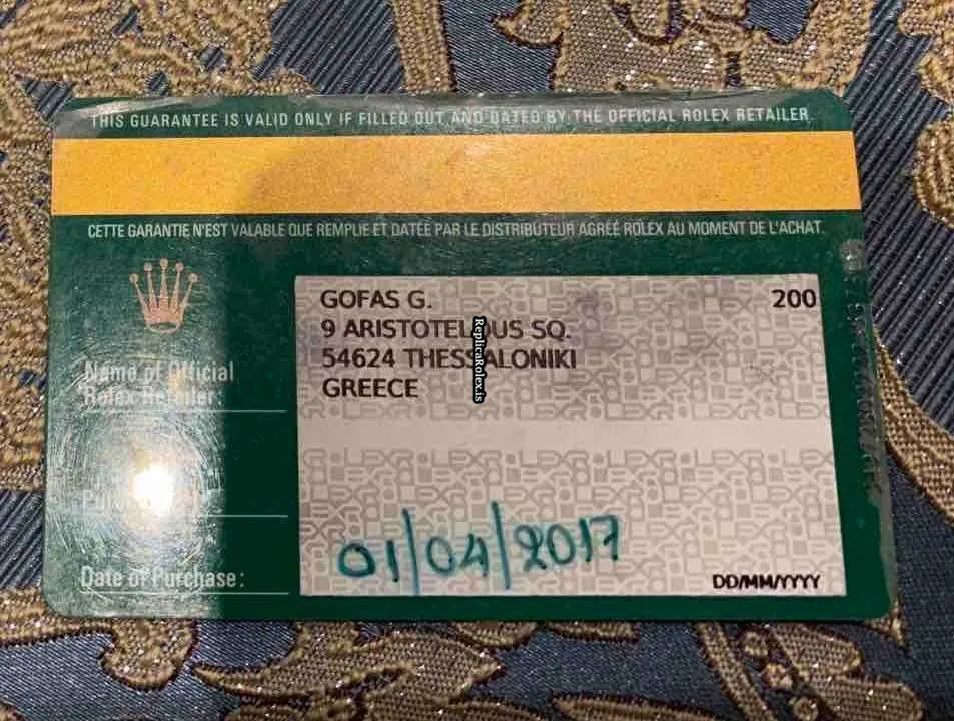 THIS GUARANTEE IS VALID ONLY IF FILLED OUT AND DATED BY THE OFFICIAL ROLEX RETAILER
CETTE GARANTIE N'EST VALABLE QUE REMPLIE ET DATÉE PAR LE DISTRIBUTEUR AGRÉÉ ROLEX AU MOMENT DE L'ACHAT.
GOFAS G. 200
9 ARISTOTELOUS SQ.
54624 THESSALONIKI
GREECE
ReplicaRolex.is
Name of Official
Rolex Retailer:
01/04/2017
Date of Purchase:
DD/MM/YYYY